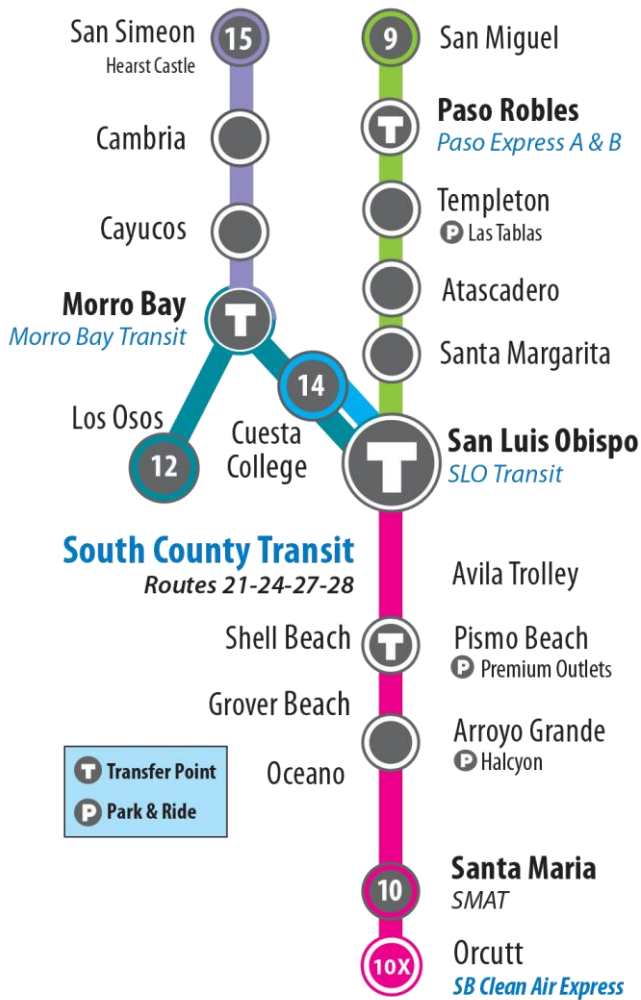 San Simeon
Hearst Castle
15
Cambria
Cayucos
Morro Bay
Morro Bay Transit
T
Los Osos
12
14
Cuesta
College
9
San Miguel
T
Paso Robles
Paso Express A & B
Templeton
P Las Tablas
Atascadero
Santa Margarita
T
San Luis Obispo
SLO Transit
South County Transit
Routes 21-24-27-28
Avila Trolley
Shell Beach
T
Pismo Beach
P Premium Outlets
Grover Beach
Arroyo Grande
P Halcyon
Oceano
T Transfer Point
P Park & Ride
10
Santa Maria
SMAT
10X
Orcutt
SB Clean Air Express